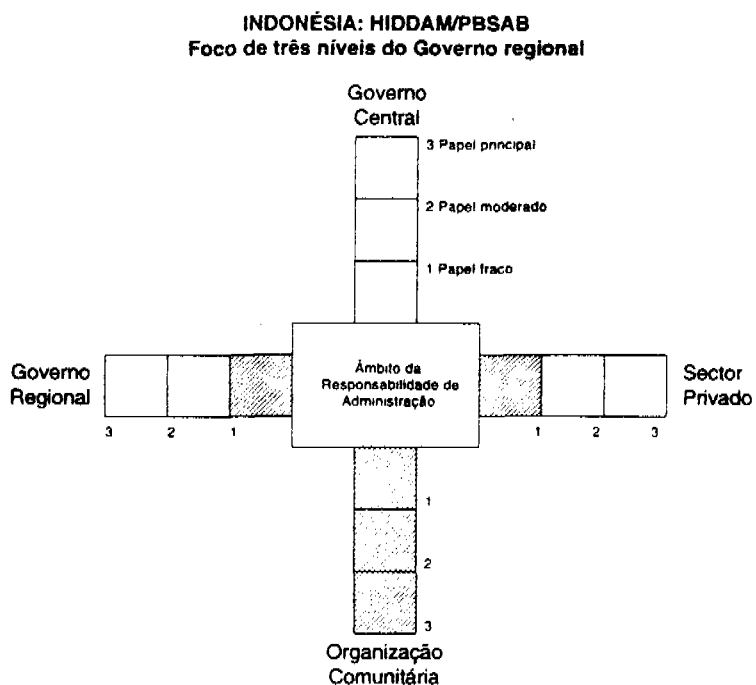 INDONÉSIA: HIDDAM/PBSAB
Foco de três níveis do Governo regional
Governo
Central
3 Papel principal
2 Papel moderado
1 Papel fraco
Governo
Regional
Âmbito da
Responsabilidade de
Administração
Sector
Privado
3 2 1
1 2 3
1
2
3
Organização
Comunitária